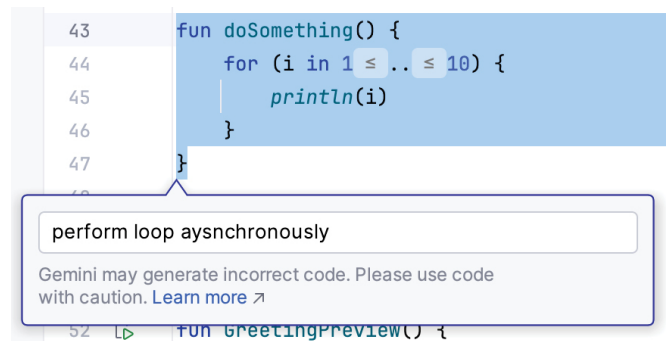 43 fun doSomething() {
44 for (i in 1 ≤ .. ≤ 10) {
45 println(i)
46 }
47 }
perform loop aysnchronously
Gemini may generate incorrect code. Please use code
with caution. Learn more ↗
52 fun GreetingPreview() {